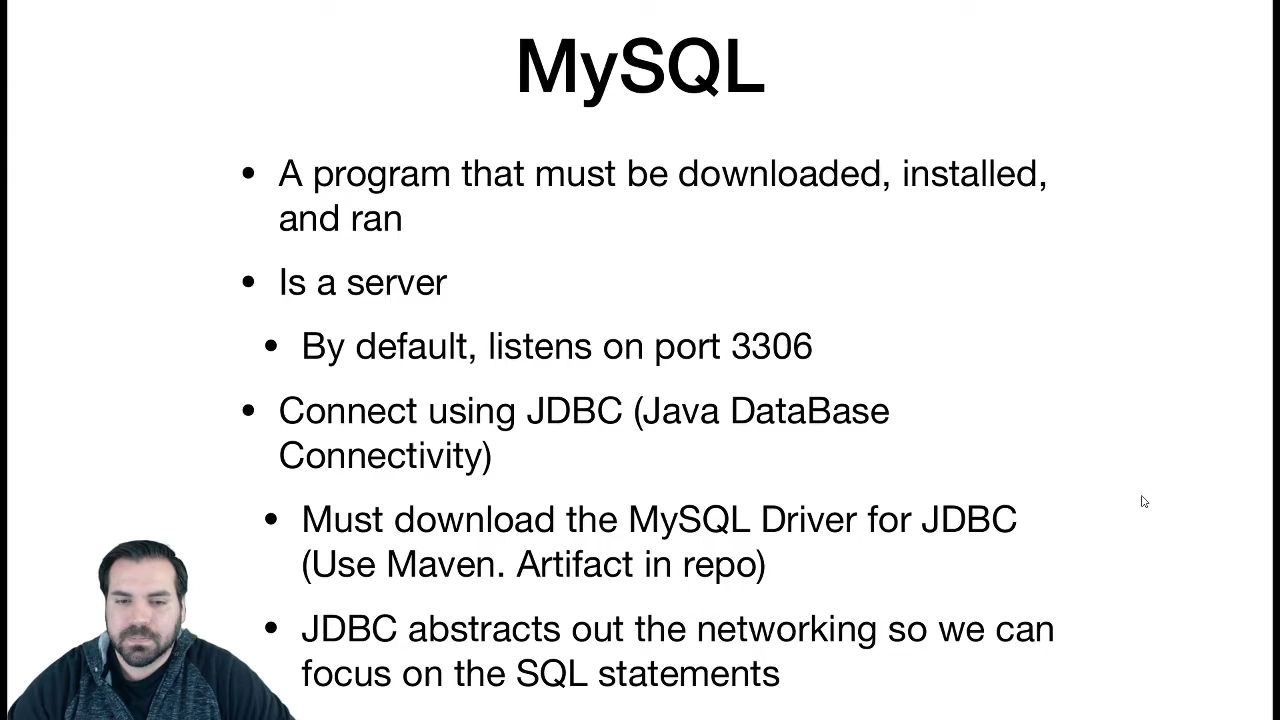 MySQL
• A program that must be downloaded, installed,
and ran
• Is a server
• By default, listens on port 3306
• Connect using JDBC (Java DataBase
Connectivity)
• Must download the MySQL Driver for JDBC
(Use Maven. Artifact in repo)
• JDBC abstracts out the networking so we can
focus on the SQL statements